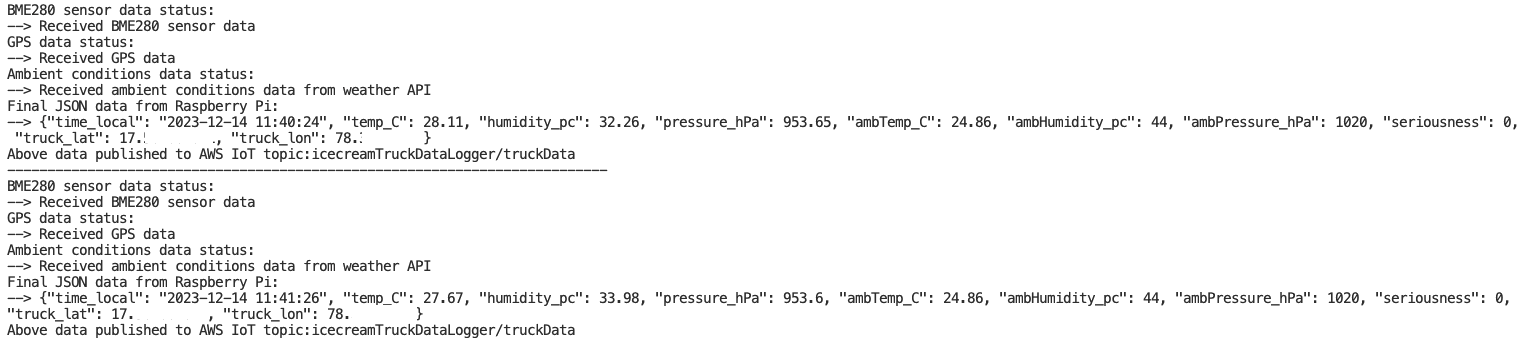 BME280 sensor data status:
--> Received BME280 sensor data
GPS data status:
--> Received GPS data
Ambient conditions data status:
--> Received ambient conditions data from weather API
Final JSON data from Raspberry Pi:
--> {"time_local": "2023-12-14 11:40:24", "temp_C": 28.11, "humidity_pc": 32.26, "pressure_hPa": 953.65, "ambTemp_C": 24.86, "ambHumidity_pc": 44, "ambPressure_hPa": 1020, "seriousness": 0,
"truck_lat": 17. , "truck_lon": 78. }
Above data published to AWS IoT topic:icecreamTruckDataLogger/truckData
---------------------------------------------------------------------------
BME280 sensor data status:
--> Received BME280 sensor data
GPS data status:
--> Received GPS data
Ambient conditions data status:
--> Received ambient conditions data from weather API
Final JSON data from Raspberry Pi:
--> {"time_local": "2023-12-14 11:41:26", "temp_C": 27.67, "humidity_pc": 33.98, "pressure_hPa": 953.6, "ambTemp_C": 24.86, "ambHumidity_pc": 44, "ambPressure_hPa": 1020, "seriousness": 0,
"truck_lat": 17. , "truck_lon": 78. }
Above data published to AWS IoT topic:icecreamTruckDataLogger/truckData